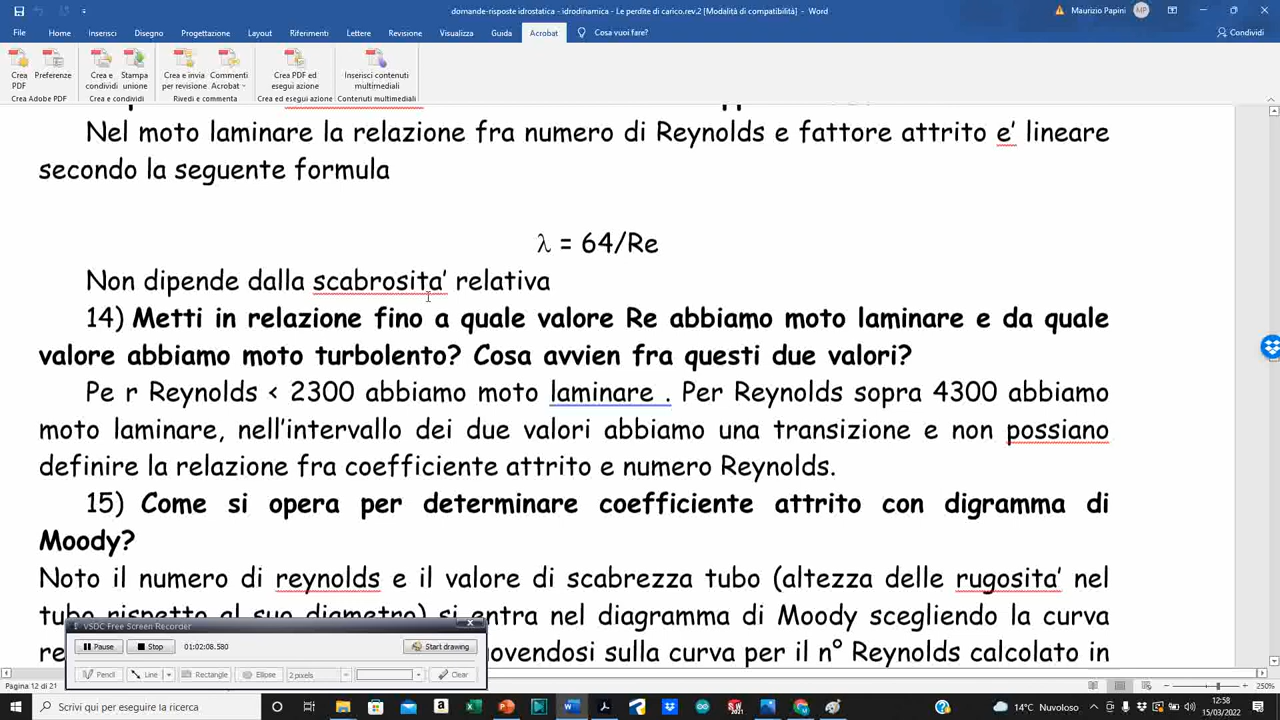 domande-risposte idrostatica - idrodinamica - Le perdite di carico.rev.2 [Modalità di compatibilità] - Word
Maurizio Papini MP
File Home Inserisci Disegno Progettazione Layout Riferimenti Lettere Revisione Visualizza Guida Acrobat Cosa vuoi fare? Condividi
Crea PDF Preferenze Crea e condividi Stampa unione Crea e invia per revisione Commenti Acrobat Crea PDF ed esegui azione Inserisci contenuti multimediali
Crea Adobe PDF Crea e condividi Rivedi e commenta Crea ed esegui azione Contenuti multimediali
Nel moto laminare la relazione fra numero di Reynolds e fattore attrito e' lineare
secondo la seguente formula
λ = 64/Re
Non dipende dalla scabrosita' relativa
14) Metti in relazione fino a quale valore Re abbiamo moto laminare e da quale
valore abbiamo moto turbolento? Cosa avvien fra questi due valori?
Pe r Reynolds < 2300 abbiamo moto laminare . Per Reynolds sopra 4300 abbiamo
moto laminare, nell'intervallo dei due valori abbiamo una transizione e non possiano
definire la relazione fra coefficiente attrito e numero Reynolds.
15) Come si opera per determinare coefficiente attrito con digramma di
Moody?
Noto il numero di reynolds e il valore di scabrezza tubo (altezza delle rugosita' nel
tubo rispetto al suo diametro) si entra nel diagramma di Moody scegliendo la curva
re
ovendosi sulla curva per il n° Reynolds calcolato in
VSDC Free Screen Recorder
Pause Stop 01:02:08.580 Start drawing
Pencil Line Rectangle Ellipse 2 pixels Clear
Pagina 12 di 21
250%
Scrivi qui per eseguire la ricerca
14°C Nuvoloso
12:58
15/03/2022